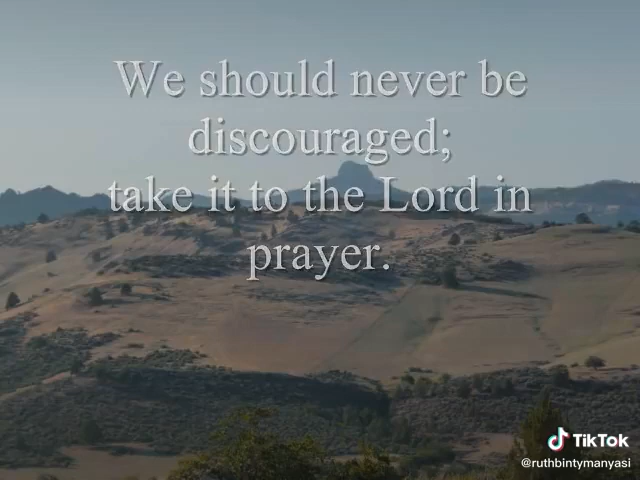 We should never be
discouraged;
take it to the Lord in
prayer.
TikTok
@ruthbintymanyasi